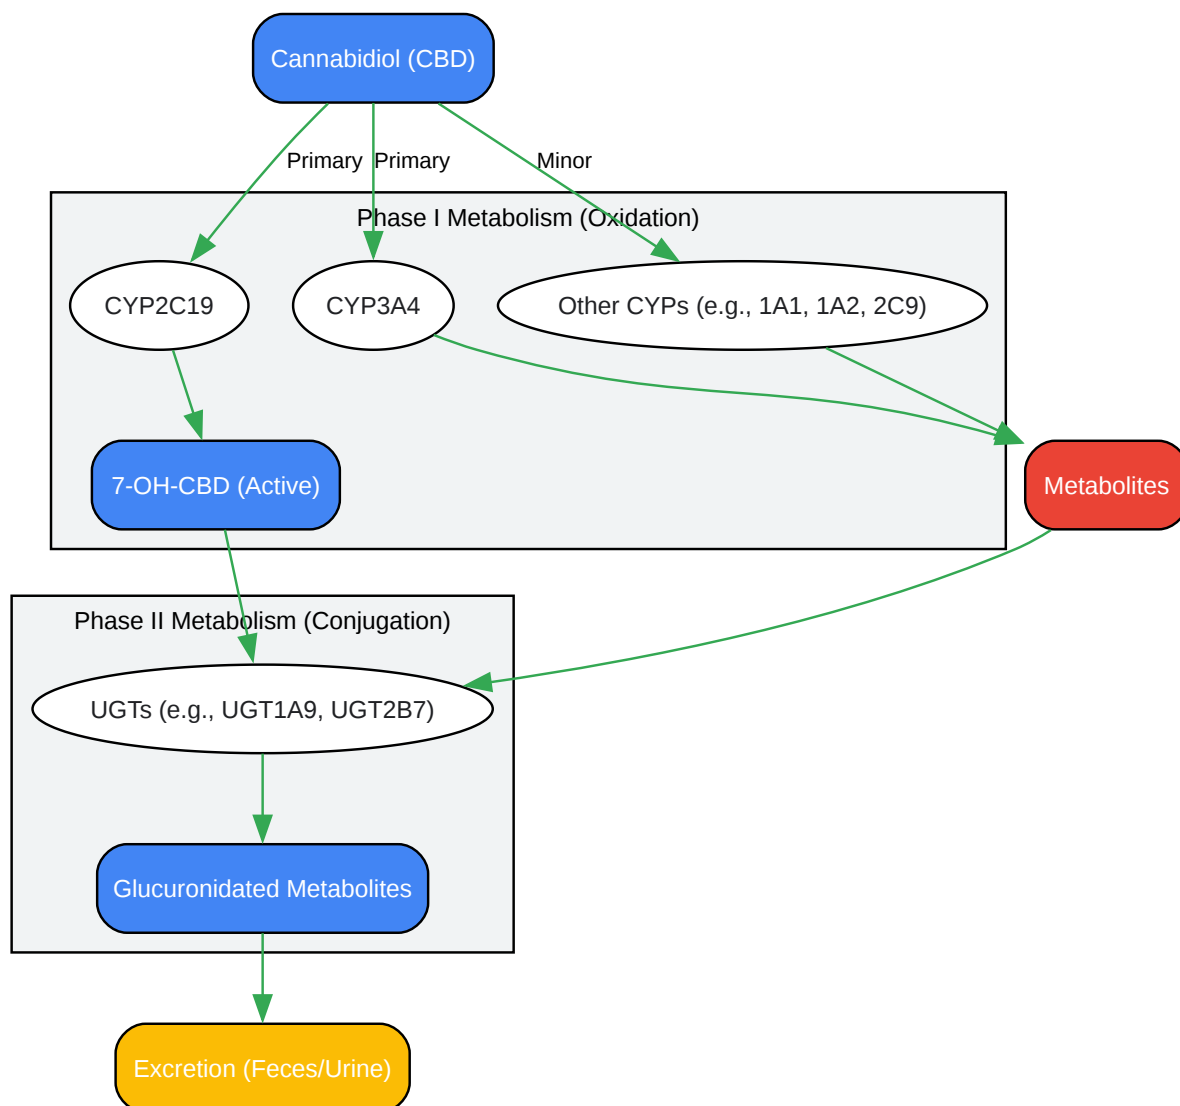 Cannabidiol (CBD)
Primary
Primary
Minor
Phase I Metabolism (Oxidation)
CYP2C19
CYP3A4
Other CYPs (e.g., 1A1, 1A2, 2C9)
7-OH-CBD (Active)
Metabolites
Phase II Metabolism (Conjugation)
UGTs (e.g., UGT1A9, UGT2B7)
Glucuronidated Metabolites
Excretion (Feces/Urine)